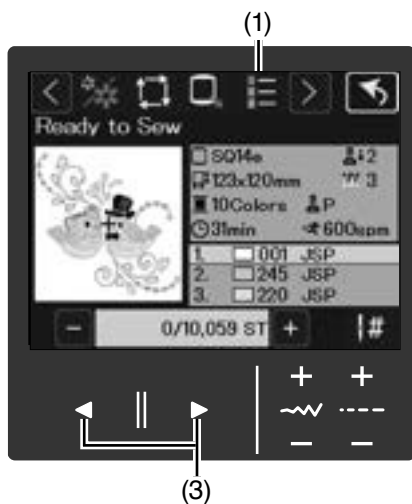 (1)
Ready to Sew
SQ14e
2
123x120mm
3
10Colors
P
31min
600spm
1. 001 JSP
2. 245 JSP
3. 220 JSP
− 0/10,059 ST + #
+ +
− −
(3)